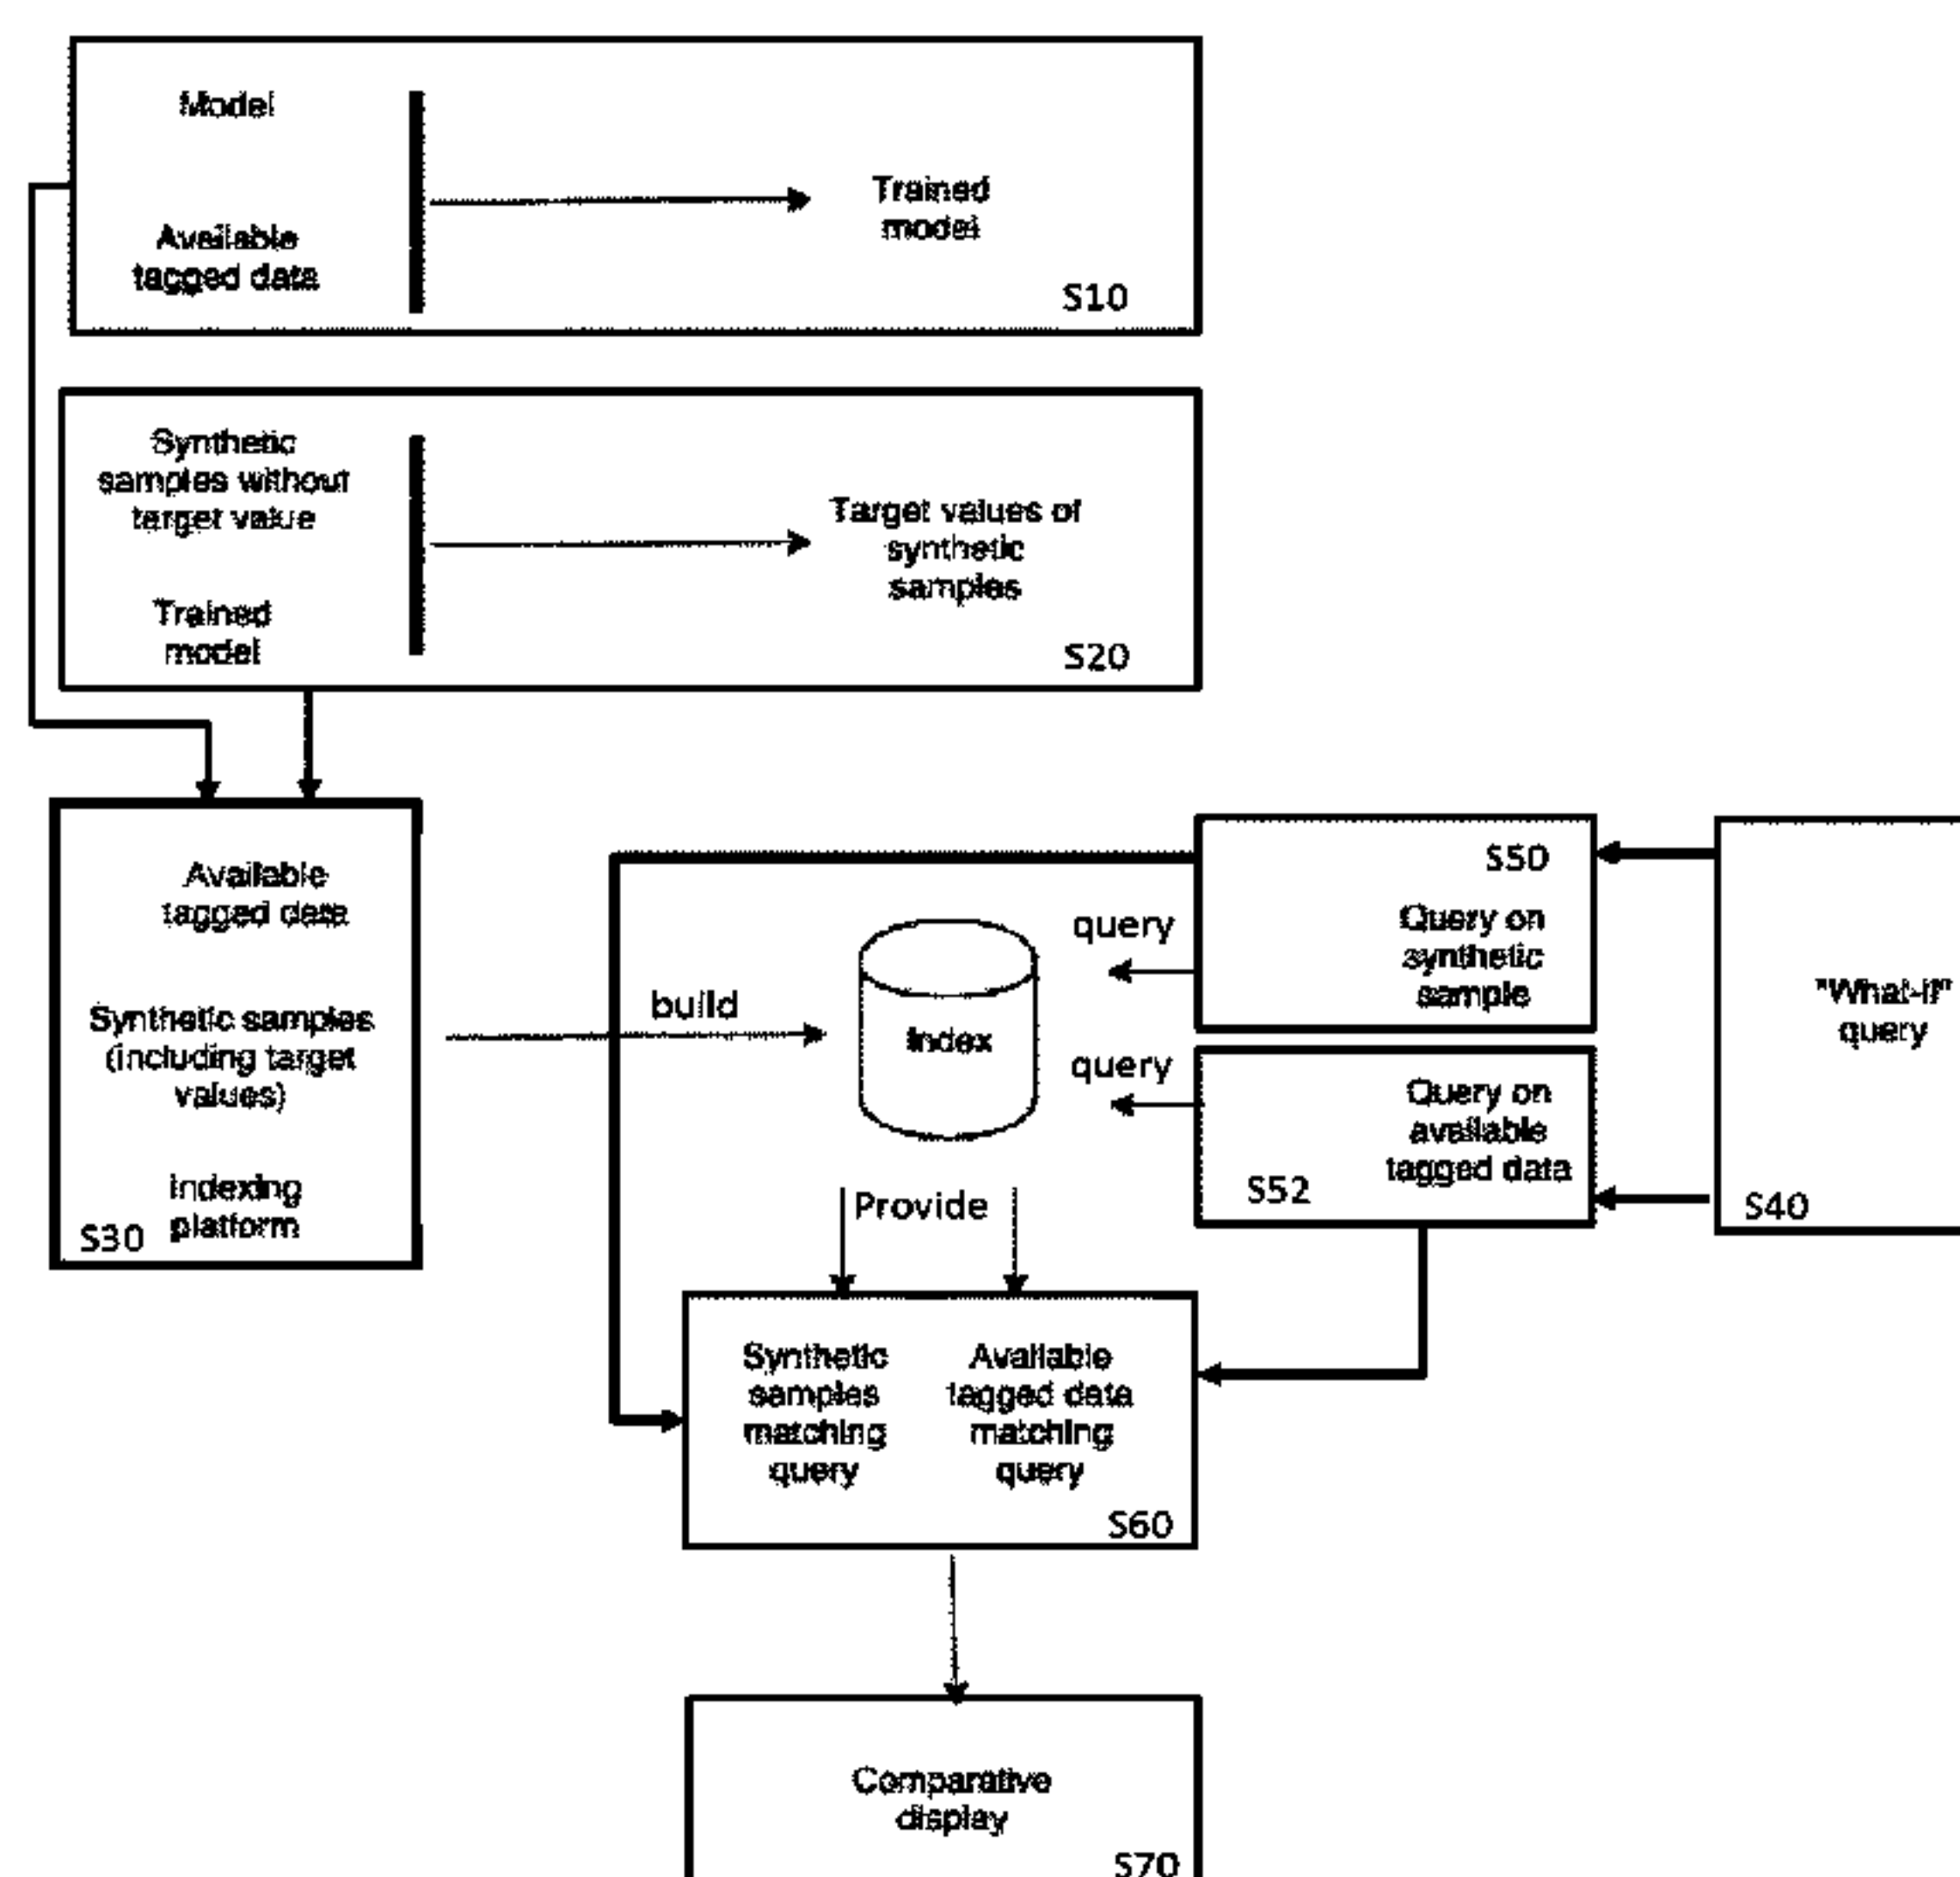 Model
Available
tagged data
Trained
model
S10
Synthetic
samples without
target value
Trained
model
Target values of
synthetic
samples
S20
Available
tagged data
Synthetic samples
(including target
values)
Indexing
platform
S30
build
Index
query
query
S50
Query on
synthetic
sample
Query on
available
tagged data
S52
"What-if"
query
S40
Provide
Synthetic
samples
matching
query
Available
tagged data
matching
query
S60
Comparative
display
S70